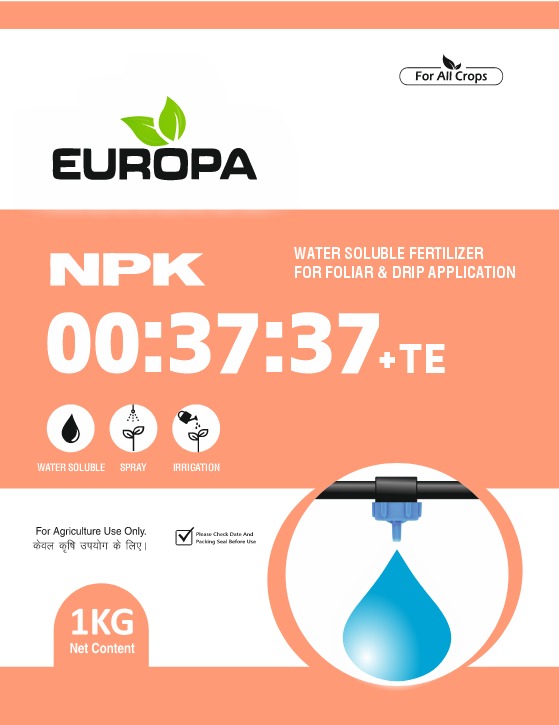 For All Crops
EUROPA
NPK
WATER SOLUBLE FERTILIZER
FOR FOLIAR & DRIP APPLICATION
00:37:37+TE
WATER SOLUBLE SPRAY IRRIGATION
For Agriculture Use Only.
केवल कृषि उपयोग के लिए।
Please Check Date And
Packing Seal Before Use
1KG
Net Content